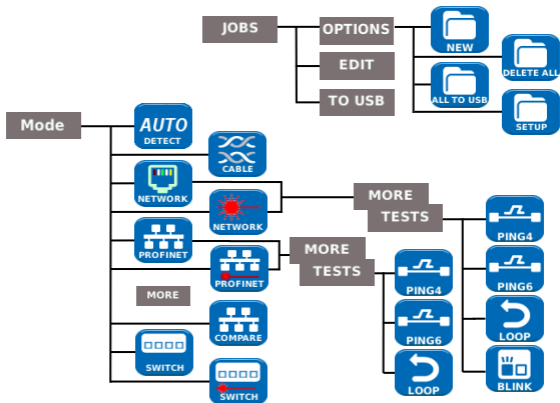 JOBS
OPTIONS
NEW
EDIT
DELETE ALL
TO USB
ALL TO USB
SETUP
Mode
AUTO
DETECT
CABLE
NETWORK
NETWORK
MORE
TESTS
PROFINET
PROFINET
MORE
TESTS
MORE
COMPARE
SWITCH
SWITCH
PING4
PING6
LOOP
PING4
PING6
LOOP
BLINK